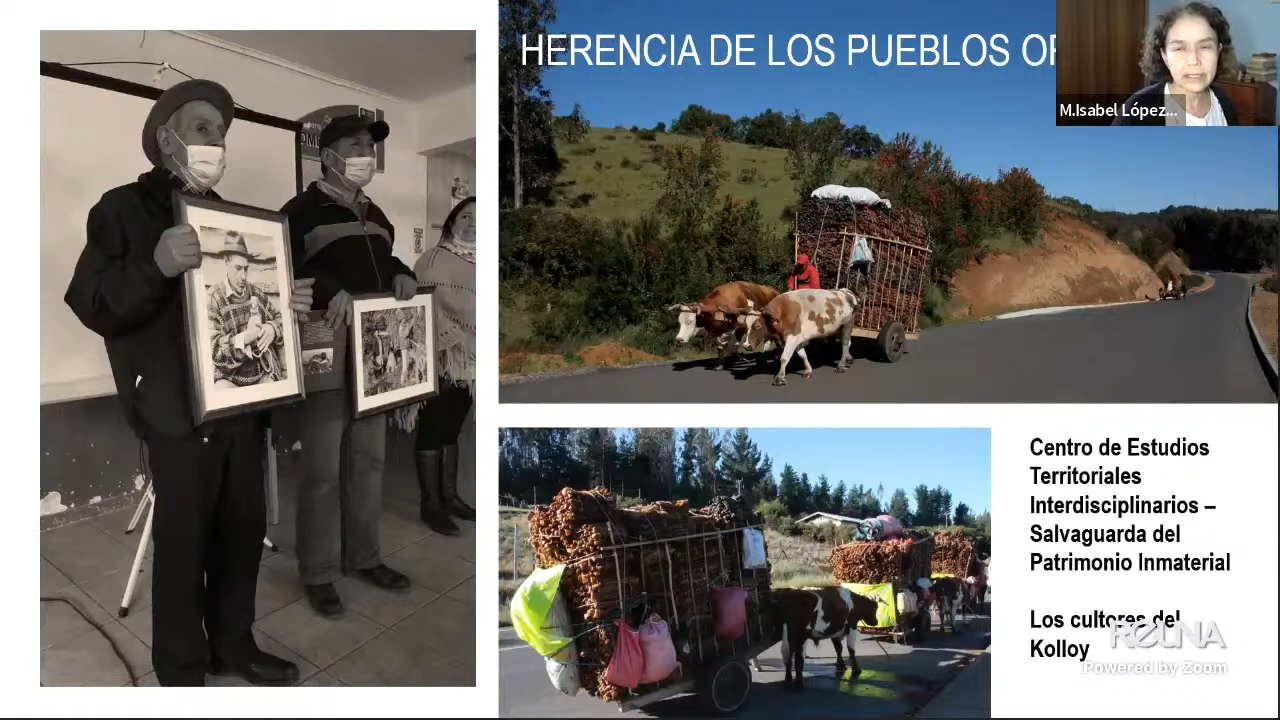 HERENCIA DE LOS PUEBLOS
M.Isabel López...
Centro de Estudios
Territoriales
Interdisciplinarios –
Salvaguarda del
Patrimonio Inmaterial
Los cultores del
Kolloy
REUNA
Powered by Zoom